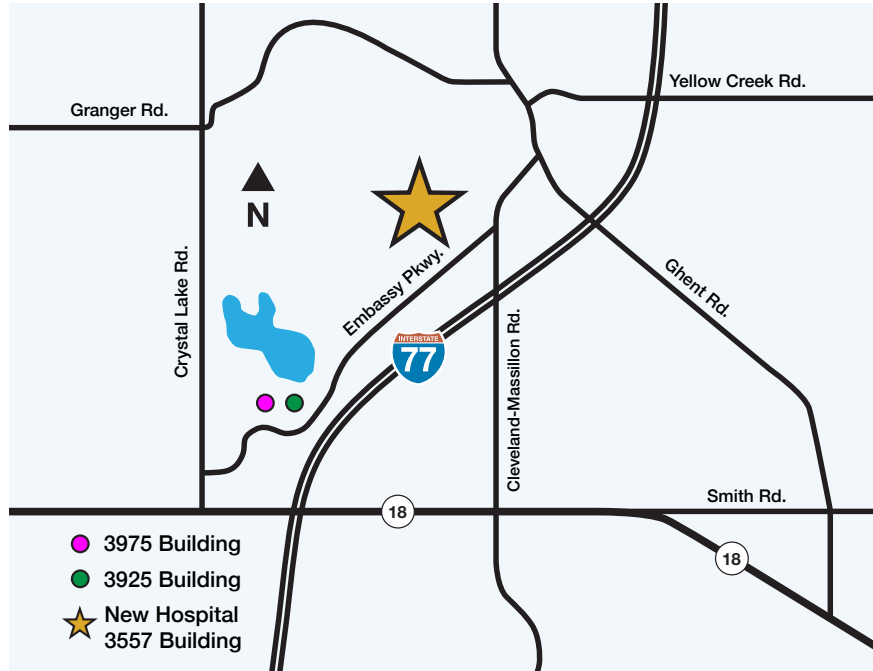 Yellow Creek Rd.
Granger Rd.
N
Crystal Lake Rd.
Embassy Pkwy.
Ghent Rd.
INTERSTATE
77
Cleveland-Massillon Rd.
Smith Rd.
18
18
3975 Building
3925 Building
New Hospital
3557 Building